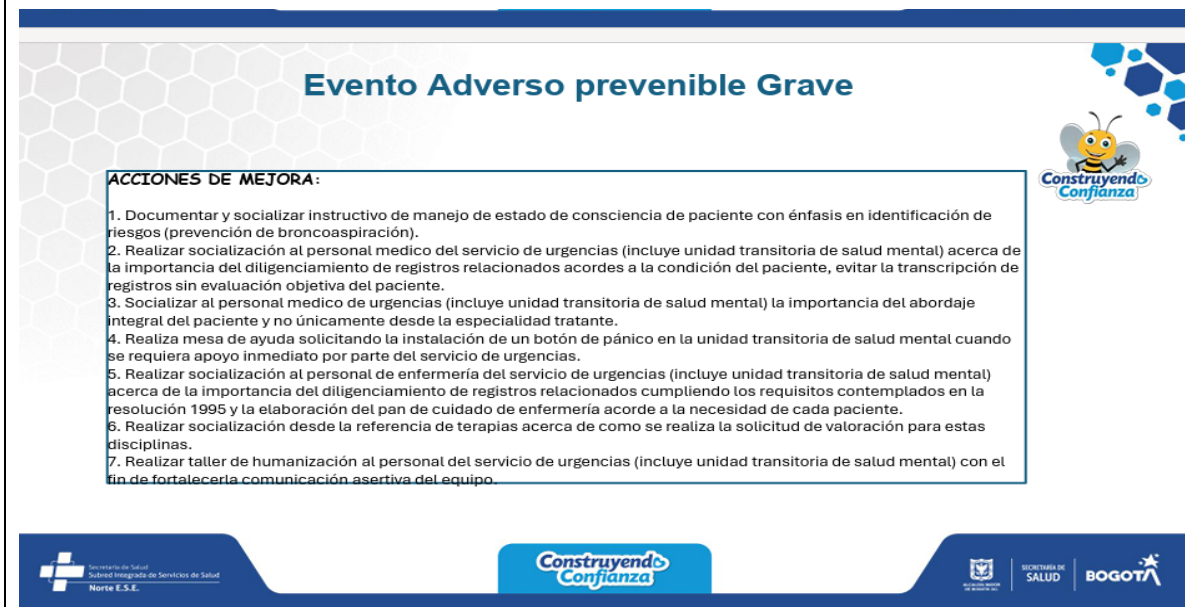 Evento Adverso prevenible Grave
ACCIONES DE MEJORA:
1. Documentar y socializar instructivo de manejo de estado de consciencia de paciente con énfasis en identificación de
riesgos (prevención de broncoaspiración).
2. Realizar socialización al personal medico del servicio de urgencias (incluye unidad transitoria de salud mental) acerca de
la importancia del diligenciamiento de registros relacionados acordes a la condición del paciente, evitar la transcripción de
registros sin evaluación objetiva del paciente.
3. Socializar al personal medico de urgencias (incluye unidad transitoria de salud mental) la importancia del abordaje
integral del paciente y no únicamente desde la especialidad tratante.
4. Realiza mesa de ayuda solicitando la instalación de un botón de pánico en la unidad transitoria de salud mental cuando
se requiera apoyo inmediato por parte del servicio de urgencias.
5. Realizar socialización al personal de enfermería del servicio de urgencias (incluye unidad transitoria de salud mental)
acerca de la importancia del diligenciamiento de registros relacionados cumpliendo los requisitos contemplados en la
resolución 1995 y la elaboración del pan de cuidado de enfermería acorde a la necesidad de cada paciente.
6. Realizar socialización desde la referencia de terapias acerca de como se realiza la solicitud de valoración para estas
disciplinas.
7. Realizar taller de humanización al personal del servicio de urgencias (incluye unidad transitoria de salud mental) con el
fin de fortalecerla comunicación asertiva del equipo.
Construyendo
Confianza
Secretaría de Salud
Subred Integrada de Servicios de Salud
Norte E.S.E.
Construyendo
Confianza
ALCALDÍA MAYOR
DE BOGOTÁ D.C.
SECRETARÍA DE
SALUD
BOGOTÁ